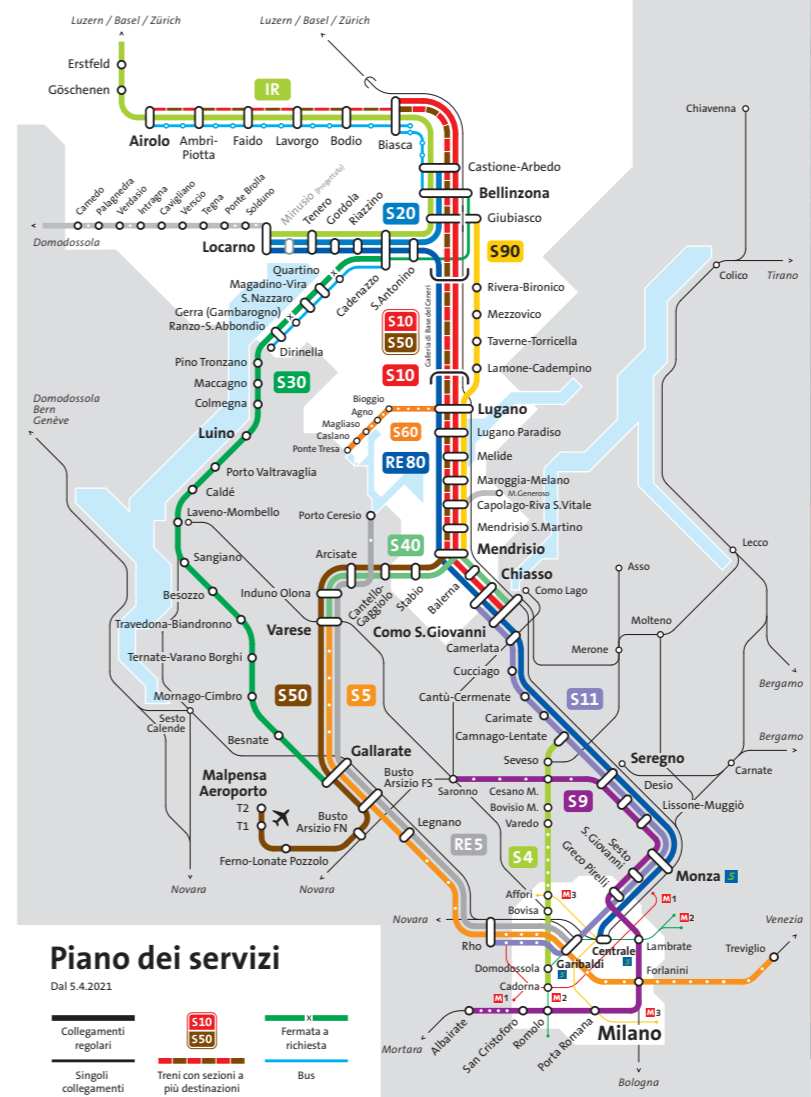 Luzern / Basel / Zürich
Luzern / Basel / Zürich
Erstfeld
Göschenen
IR
Airolo
Ambri-
Piotta
Faido
Lavorgo
Bodio
Biasca
Chiavenna
Castione-Arbedo
Bellinzona
Giubiasco
Camedo
Palagnedra
Verdasio
Intragna
Cavigliano
Verscio
Tegna
Ponte Brolla
Solduno
Domodossola
Locarno
Minusio (Progettata)
Tenero
Gordola
Riazzino
S20
S90
Colico
Tirano
Quartino
Magadino-Vira
S.Nazzaro
Gerra (Gambarogno)
Ranzo-S.Abbondio
Dirinella
x
x
Cadenazzo
S.Antonino
Galleria di Base del Ceneri
Rivera-Bironico
Mezzovico
Taverne-Torricella
Lamone-Cadempino
S10
S50
S10
Pino Tronzano
Maccagno
Colmegna
S30
Domodossola
Bern
Genève
Luino
Bioggio
Agno
Magliaso
Caslano
Ponte Tresa
S60
RE80
Lugano
Lugano Paradiso
Melide
Maroggia-Melano
M.Generoso
Capolago-Riva S.Vitale
Mendrisio S.Martino
Mendrisio
Porto Valtravaglia
Caldé
Laveno-Mombello
Porto Ceresio
Sangiano
Besozzo
Travedona-Biandronno
Ternate-Varano Borghi
Mornago-Cimbro
Sesto
Calende
Besnate
Arcisate
S40
Induno Olona
Cantello-
Gaggiolo
Stabio
Varese
Balerna
Chiasso
Como S.Giovanni
Como Lago
Asso
Lecco
Molteno
Merone
Bergamo
Camerlata
Cucciago
Cantù-Cermenate
Carimate
Camnago-Lentate
S11
S50
S5
Seveso
Seregno
Bergamo
Carnate
Desio
Lissone-Muggiò
Gallarate
Malpensa
Aeroporto
T2
T1
Busto
Arsizio FS
Saronno
Cesano M.
Bovisio M.
Varedo
S9
Busto
Arsizio FN
Legnano
Ferno-Lonate Pozzolo
RE5
S4
Sesto
S.Giovanni
Greco Pirelli
Monza S
Novara
Novara
Novara
Affori
M3
Bovisa
M1
M2
Venezia
Treviglio
Rho
Garibaldi
S
Centrale
S
Lambrate
Forlanini
Domodossola
Cadorna
M1
M2
M3
Mortara
Albairate
San Cristoforo
Romolo
Porta Romana
Milano
Bologna
Piano dei servizi
Dal 5.4.2021
Collegamenti
regolari
S10
S50
x
Fermata a
richiesta
Singoli
collegamenti
Treni con sezioni a
più destinazioni
Bus